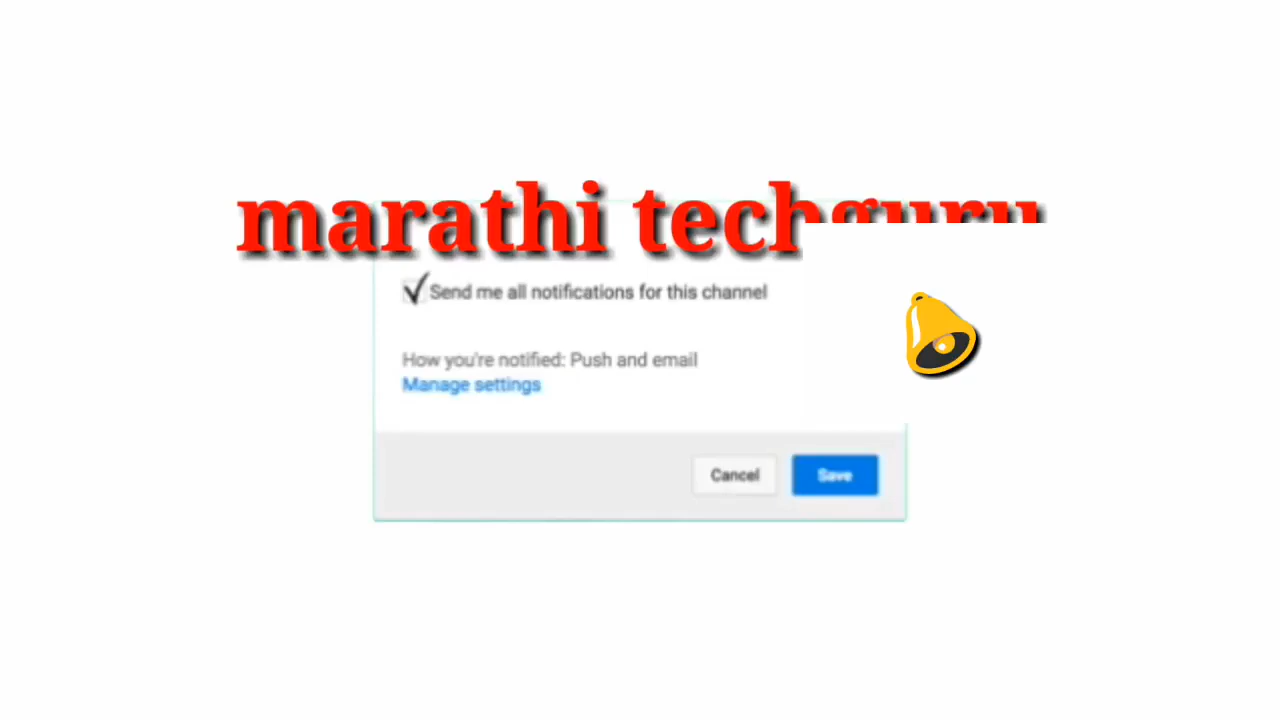 marathi techguru
Send me all notifications for this channel
How you're notified: Push and email
Manage settings
Cancel
Save